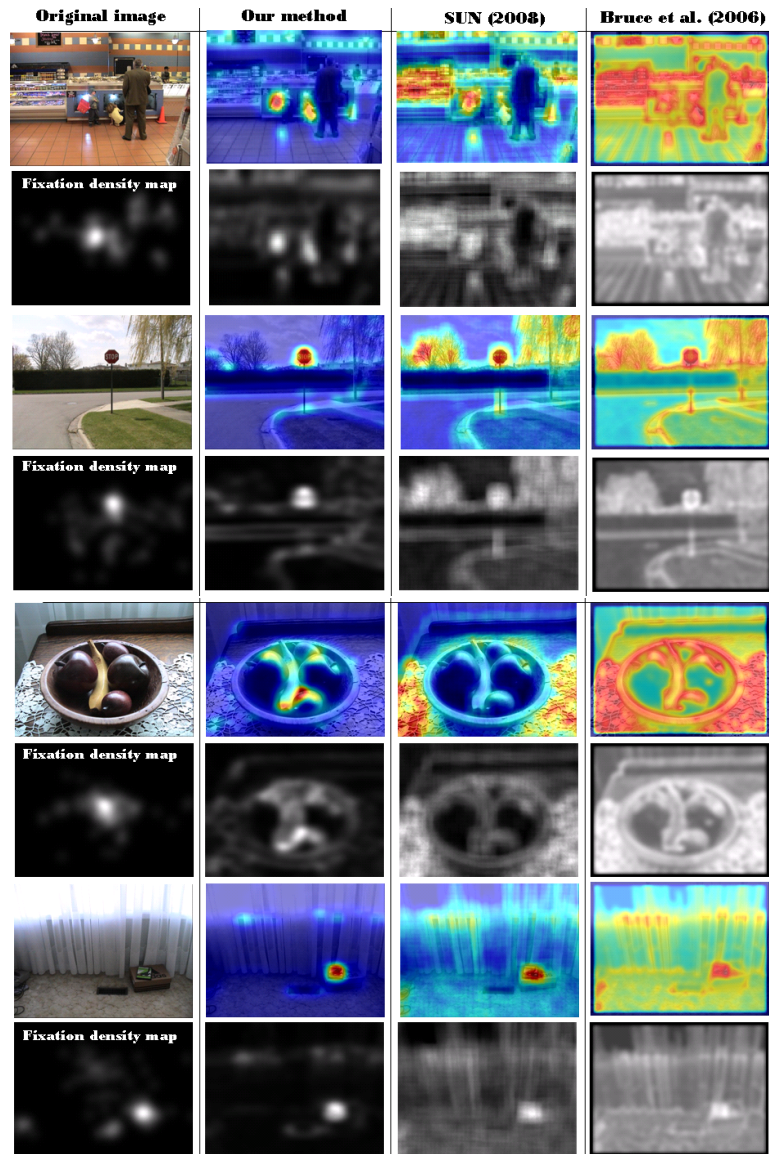 Original image
Our method
SUN (2008)
Bruce et al. (2006)
Fixation density map
STOP
Fixation density map
Fixation density map
Fixation density map